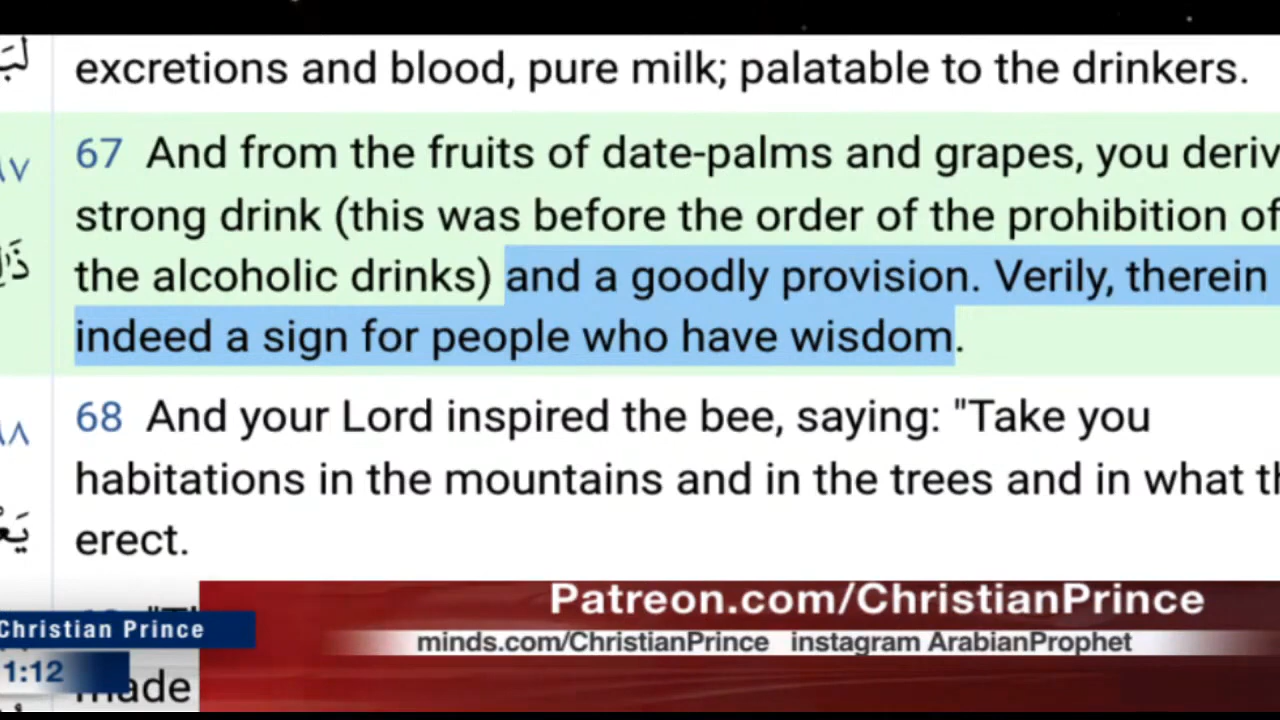 excretions and blood, pure milk; palatable to the drinkers.
67 And from the fruits of date-palms and grapes, you deriv
strong drink (this was before the order of the prohibition of
the alcoholic drinks) and a goodly provision. Verily, therein
indeed a sign for people who have wisdom.
68 And your Lord inspired the bee, saying: "Take you
habitations in the mountains and in the trees and in what th
erect.
Patreon.com/ChristianPrince
Christian Prince
minds.com/ChristianPrince instagram ArabianProphet
1:12
made